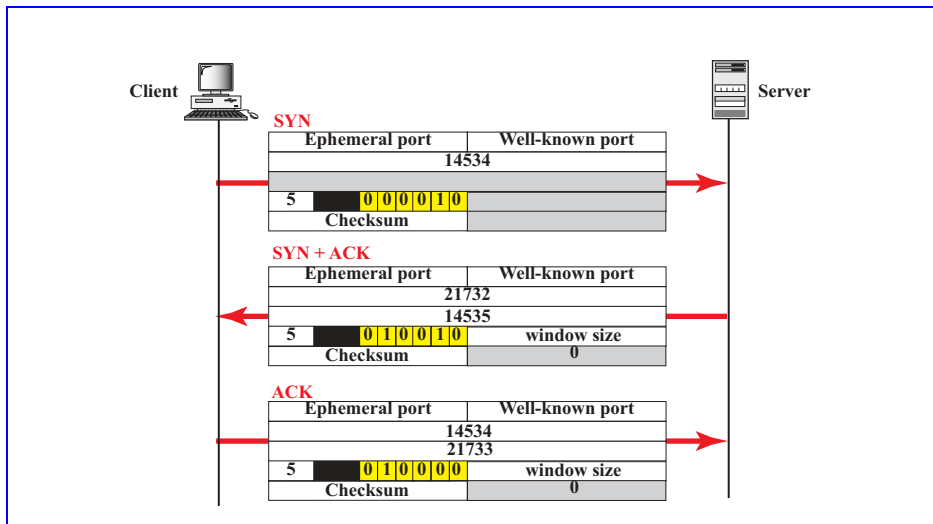 Client
Server
SYN
Ephemeral port Well-known port
14534
5 0 0 0 0 1 0
Checksum
SYN + ACK
Ephemeral port Well-known port
21732
14535
5 0 1 0 0 1 0 window size
Checksum 0
ACK
Ephemeral port Well-known port
14534
21733
5 0 1 0 0 0 0 window size
Checksum 0